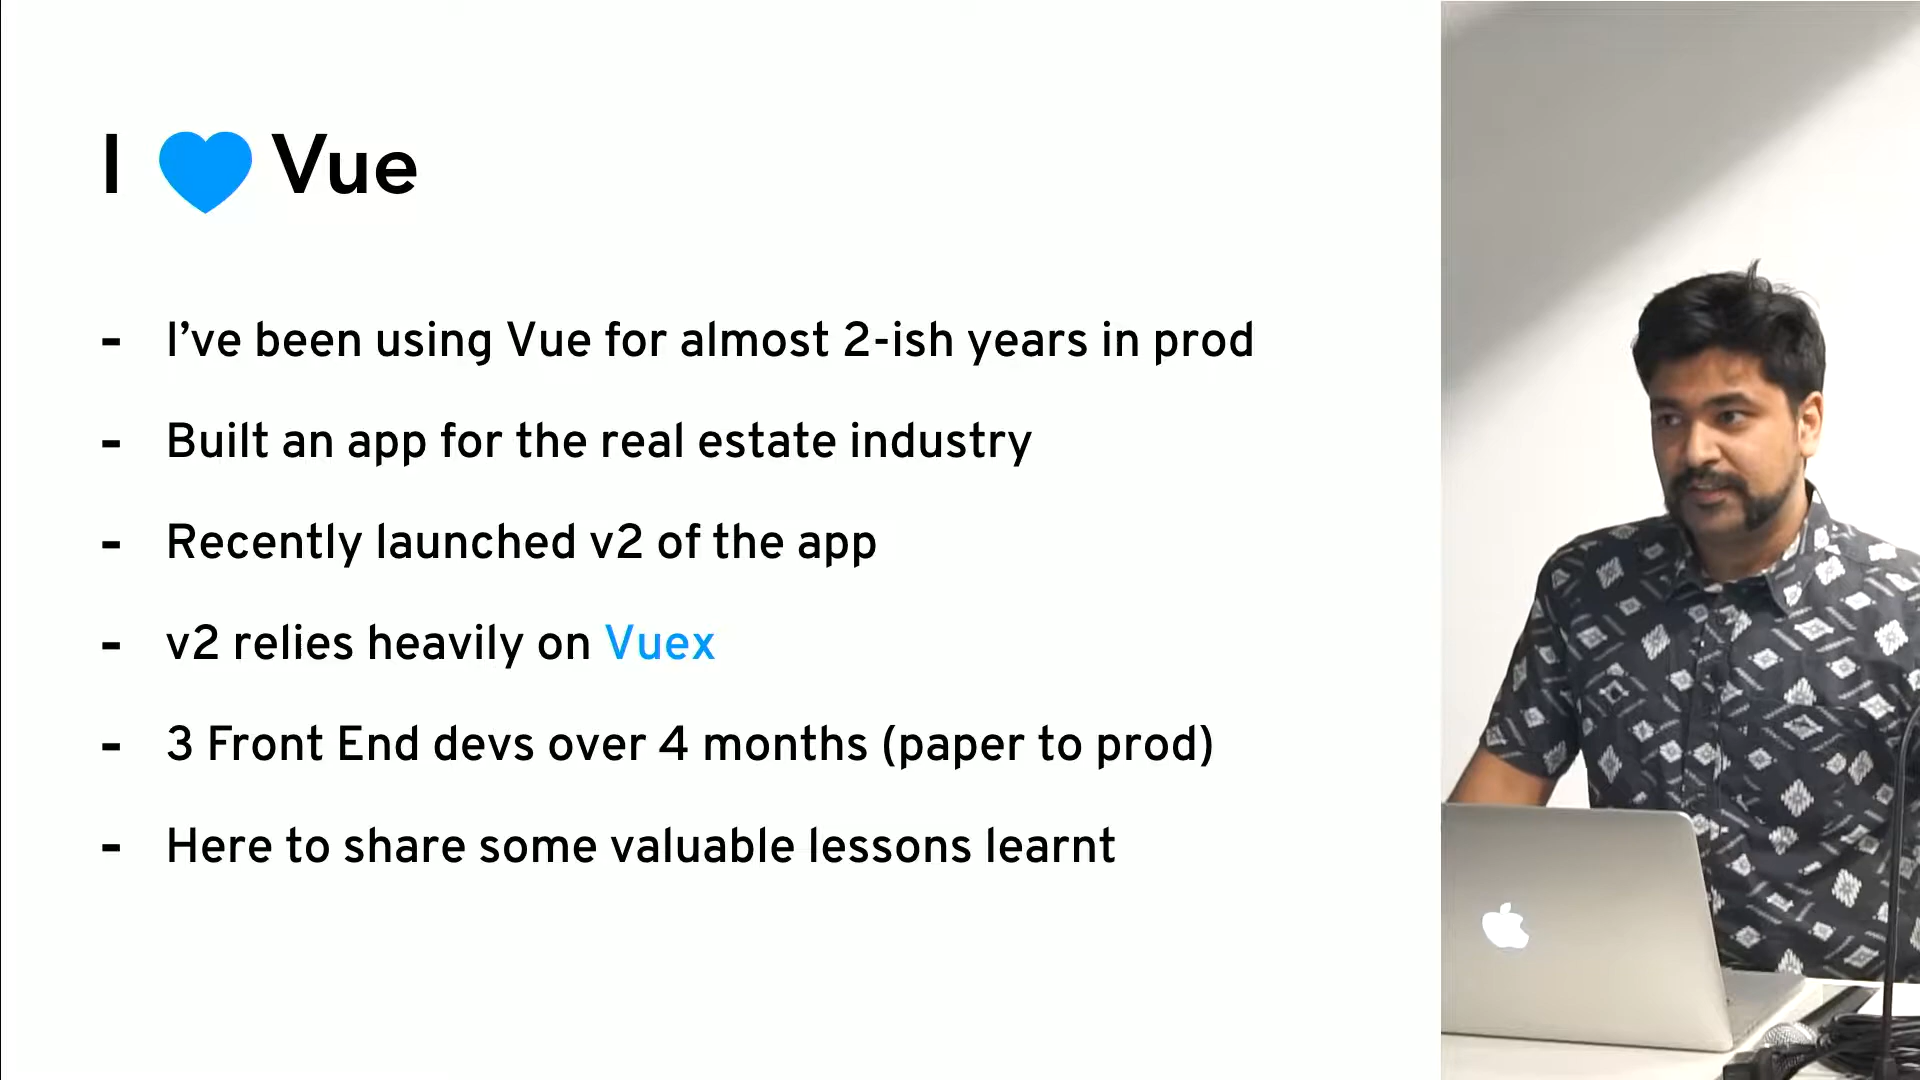 I 💙 Vue
- I’ve been using Vue for almost 2-ish years in prod
- Built an app for the real estate industry
- Recently launched v2 of the app
- v2 relies heavily on Vuex
- 3 Front End devs over 4 months (paper to prod)
- Here to share some valuable lessons learnt